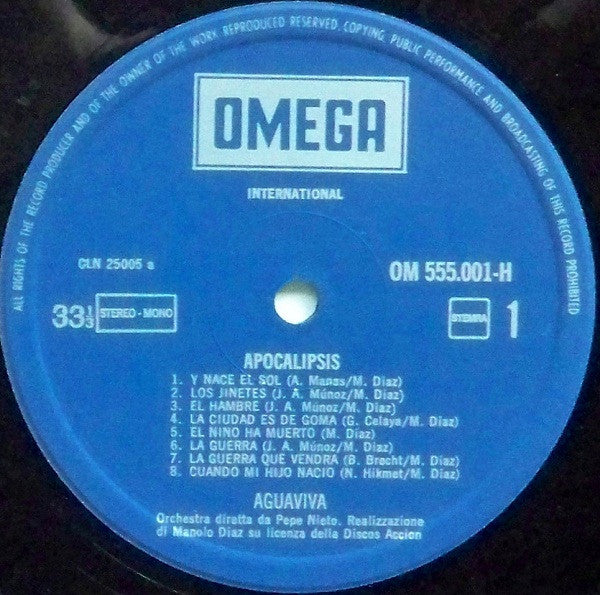 ALL RIGHTS OF THE RECORD PRODUCER AND OF THE OWNER OF THE WORK REPRODUCED RESERVED. COPYING, PUBLIC PERFORMANCE AND BROADCASTING OF THIS RECORD PROHIBITED
OMEGA
INTERNATIONAL
CLN 25005 a
OM 555.001-H
33⅓ STEREO - MONO
STEMRA 1
APOCALIPSIS
1. Y NACE EL SOL (A. Manas/M. Diaz)
2. LOS JINETES (J. A. Múnoz/M. Diaz)
3. EL HAMBRE (J. A. Múnoz/M. Diaz)
4. LA CIUDAD ES DE GOMA (G. Celaya/M. Diaz)
5. EL NINO HA MUERTO (M. Diaz)
6. LA GUERRA (J. A. Múnoz/M. Diaz)
7. LA GUERRA QUE VENDRA (B. Brecht/M. Diaz)
8. CUANDO MI HIJO NACIO (N. Hikmet/M. Diaz)
AGUAVIVA
Orchestra diretta da Pepe Nieto. Realizzazione
di Manolo Diaz su licenza della Discos Accion